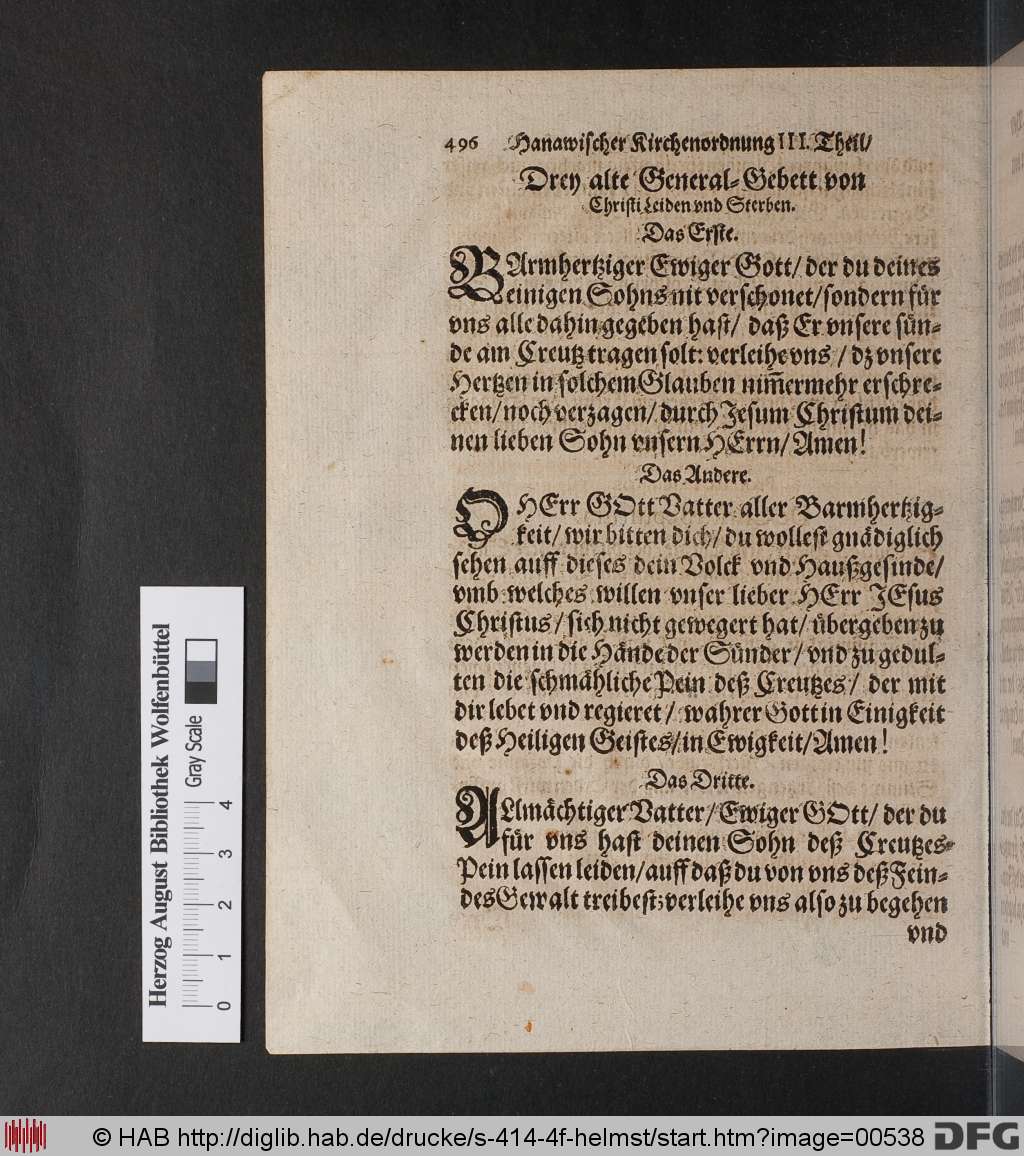 496 Hanawischer Kirchenordnung III. Theil/
Drey alte General-Gebett von
Christi Leiden vnd Sterben.
Das Erste.
BArmhertziger Ewiger Gott/ der du deines
einigen Sohns nit verschonet/sondern für
vns alle dahin gegeben hast/ daß Er vnsere sün-
de am Creutz tragen solt: verleihe vns / dz vnsere
Hertzen in solchem Glauben nim̅ermehr erschre-
cken/noch verzagen/ durch Jesum Christum dei-
nen lieben Sohn vnsern HErrn/ Amen!
Das Andere.
O HErr GOtt Vatter aller Barmhertzig-
keit/ wir bitten dich/ du wollest gnädiglich
sehen auff dieses dein Volck vnd Haußgesinde/
vmb welches willen vnser lieber HErr JEsus
Christus/ sich nicht gewegert hat/ übergeben zu
werden in die Hände der Sünder/ vnd zu gedul-
ten die schmähliche Pein deß Creutzes/ der mit
dir lebet vnd regieret/ wahrer Gott in Einigkeit
deß Heiligen Geistes/in Ewigkeit/Amen!
Das Dritte.
ALlmächtiger Vatter/Ewiger GOtt/ der du
für vns hast deinen Sohn deß Creutzes-
Pein lassen leiden/auff daß du von vns deß Fein-
des Gewalt treibest; verleihe vns also zu begehen
vnd
Herzog August Bibliothek Wolfenbüttel
Gray Scale
0 1 2 3 4
© HAB http://diglib.hab.de/drucke/s-414-4f-helmst/start.htm?image=00538 DFG